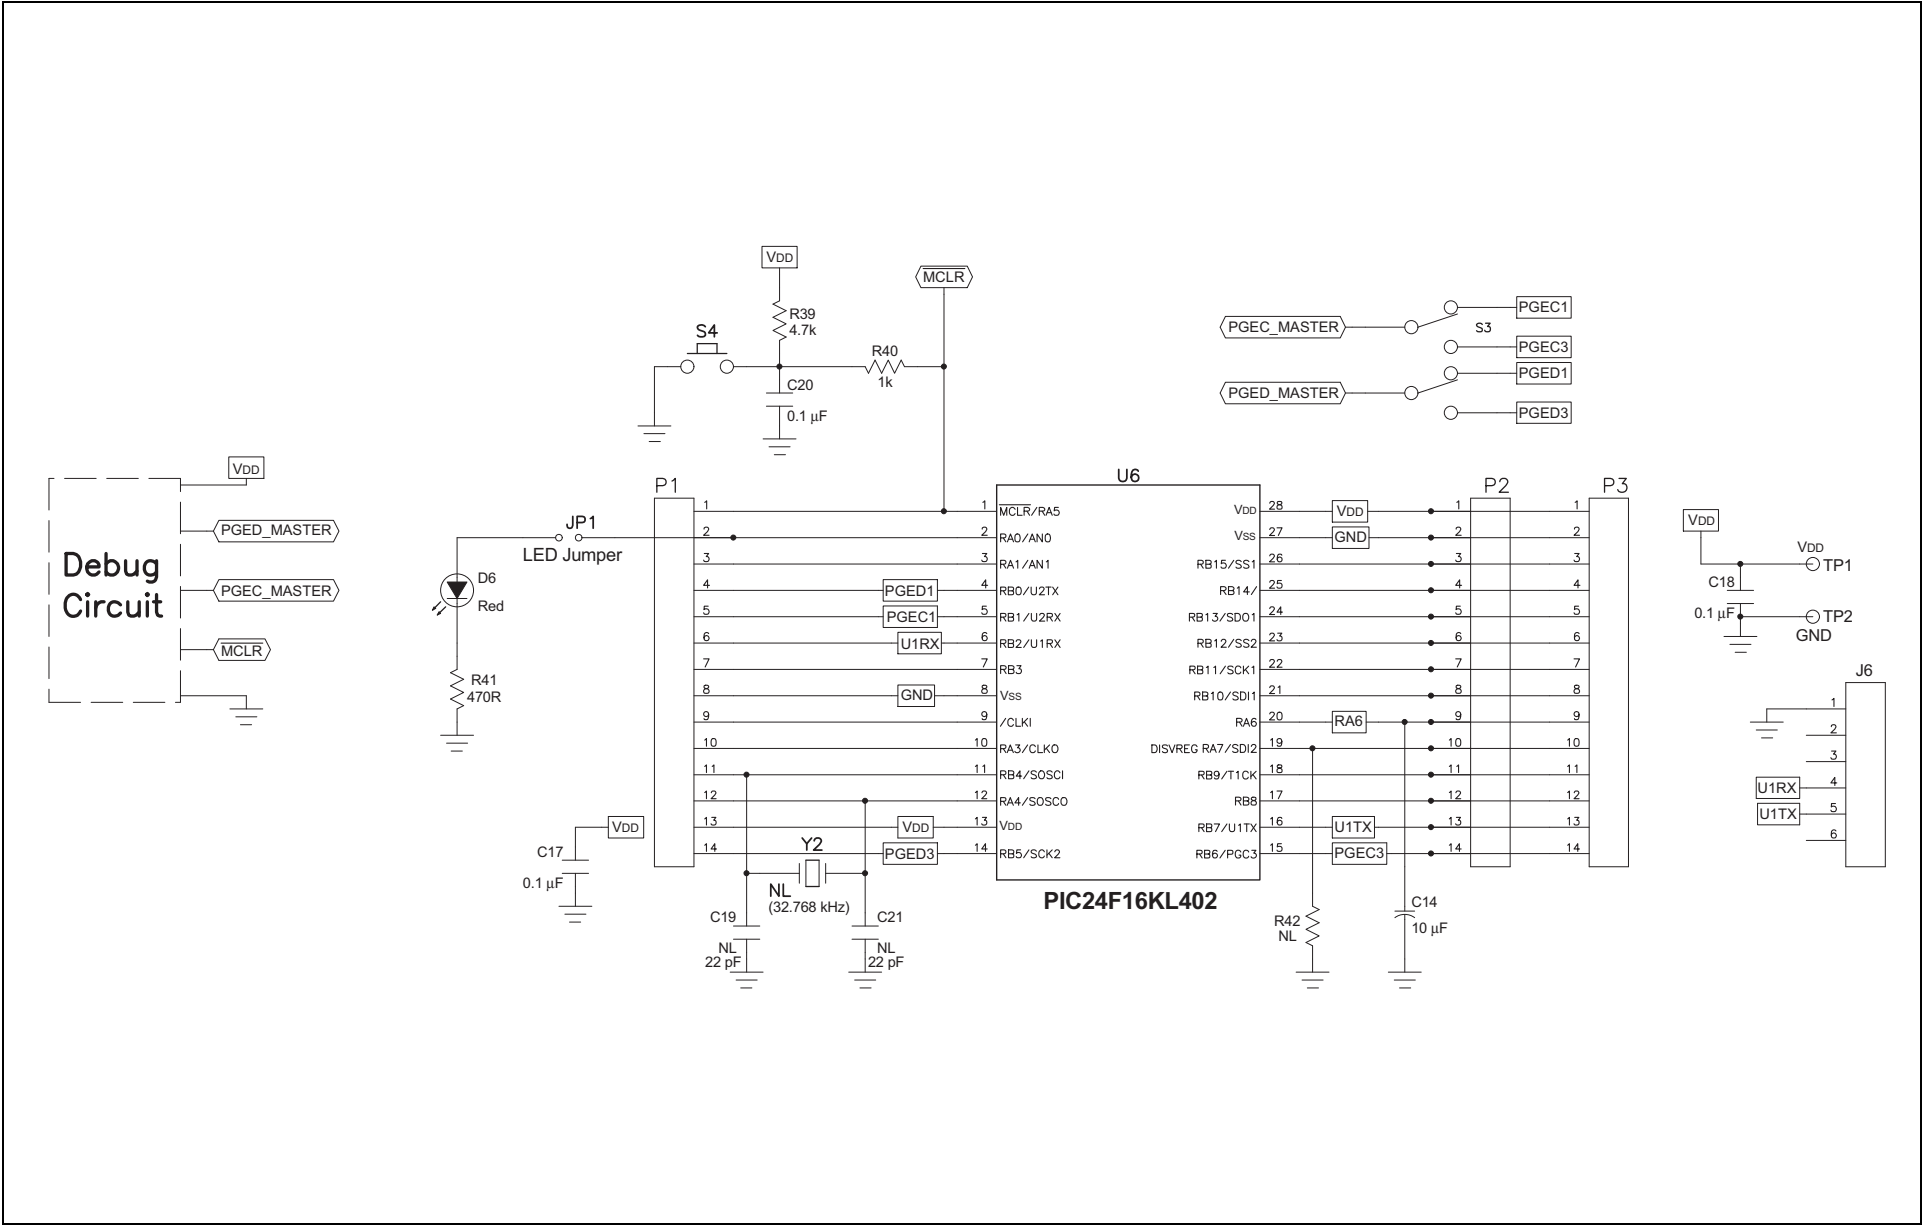 VDD
MCLR
R39
4.7k
S4
R40
1k
C20
0.1 µF
PGEC_MASTER
PGEC1
S3
PGEC3
PGED_MASTER
PGED1
PGED3
Debug
Circuit
VDD
PGED_MASTER
PGEC_MASTER
MCLR
JP1
LED Jumper
D6
Red
R41
470R
P1
1
2
3
4
5
6
7
8
9
10
11
12
13
14
PGED1
PGEC1
U1RX
GND
VDD
PGED3
VDD
C17
0.1 µF
Y2
NL
(32.768 kHz)
C19
NL
22 pF
C21
NL
22 pF
U6
1 MCLR/RA5
2 RA0/AN0
3 RA1/AN1
4 RB0/U2TX
5 RB1/U2RX
6 RB2/U1RX
7 RB3
8 VSS
9 /CLKI
10 RA3/CLKO
11 RB4/SOSCI
12 RA4/SOSCO
13 VDD
14 RB5/SCK2
VDD 28
VSS 27
RB15/SS1 26
RB14/ 25
RB13/SDO1 24
RB12/SS2 23
RB11/SCK1 22
RB10/SDI1 21
RA6 20
DISVREG RA7/SDI2 19
RB9/T1CK 18
RB8 17
RB7/U1TX 16
RB6/PGC3 15
PIC24F16KL402
VDD
GND
RA6
U1TX
PGEC3
R42
NL
C14
10 µF
P2
1
2
3
4
5
6
7
8
9
10
11
12
13
14
P3
1
2
3
4
5
6
7
8
9
10
11
12
13
14
VDD
VDD
TP1
C18
0.1 µF
TP2
GND
J6
1
2
3
U1RX 4
U1TX 5
6